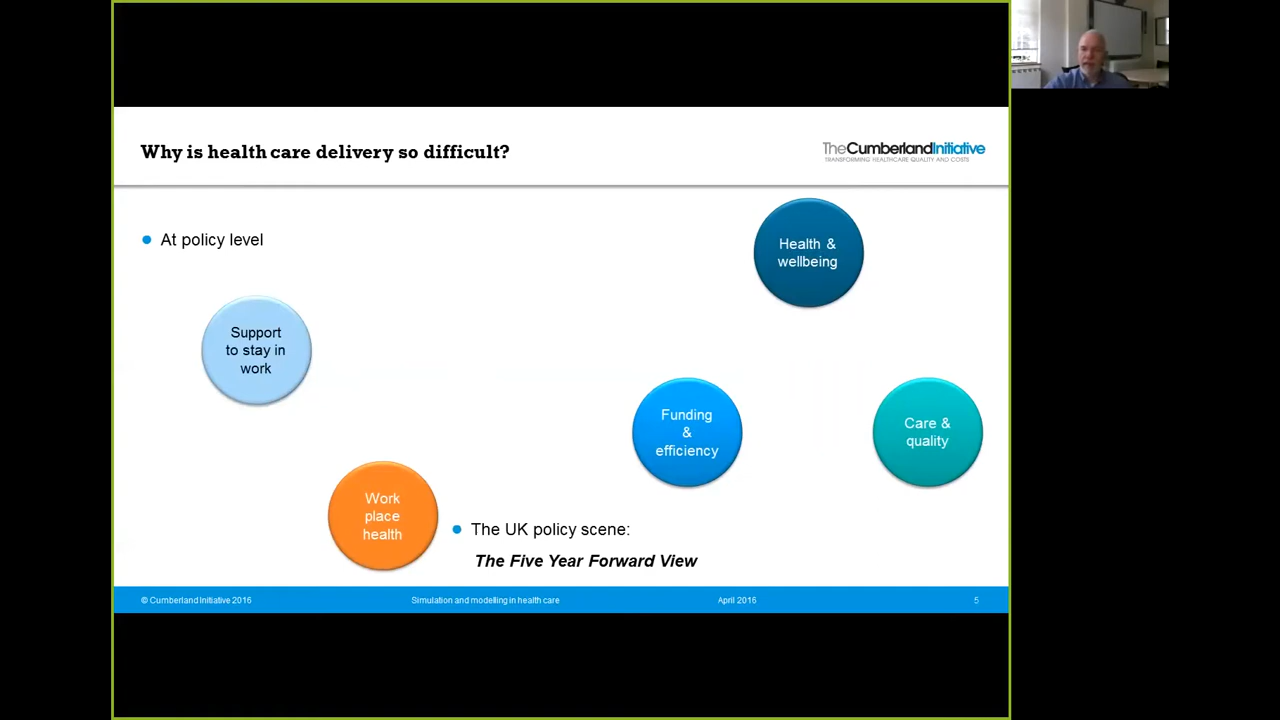 Why is health care delivery so difficult?
TheCumberlandInitiative
TRANSFORMING HEALTHCARE QUALITY AND COSTS
At policy level
Health &
wellbeing
Support
to stay in
work
Funding
&
efficiency
Care &
quality
Work
place
health
The UK policy scene:
The Five Year Forward View
© Cumberland Initiative 2016
Simulation and modelling in health care
April 2016
5